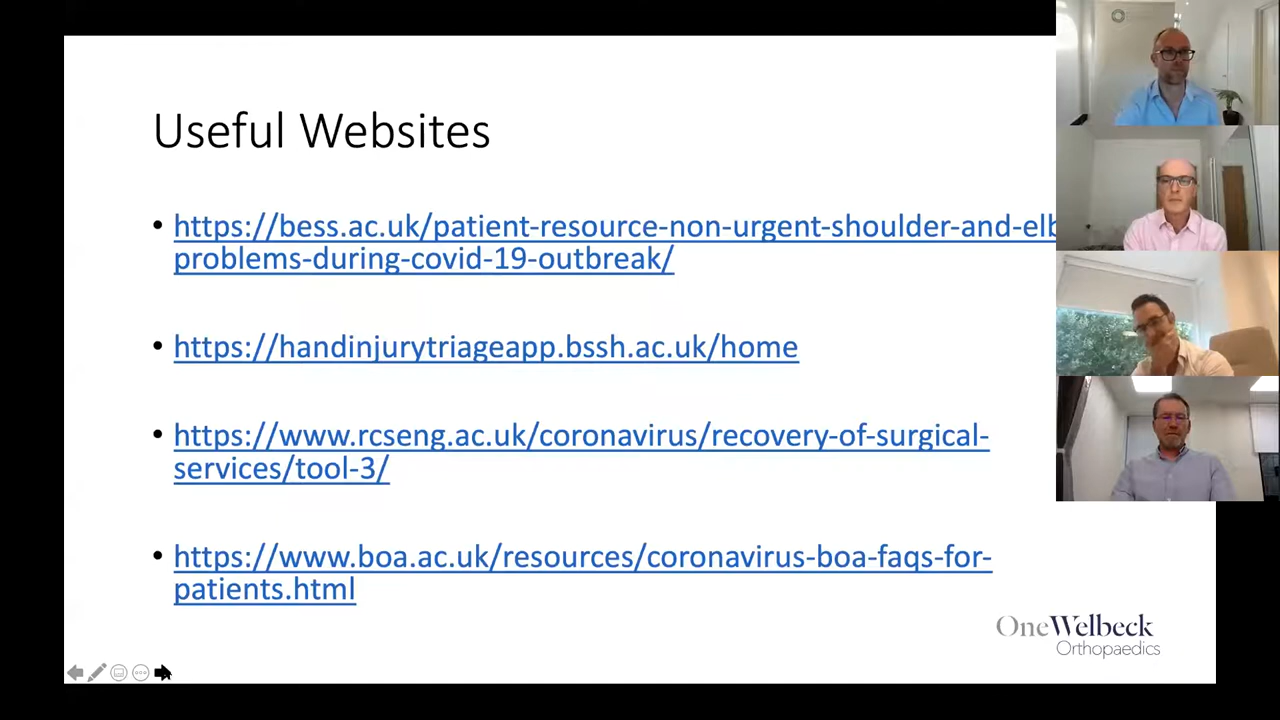 Useful Websites
• https://bess.ac.uk/patient-resource-non-urgent-shoulder-and-elb
problems-during-covid-19-outbreak/
• https://handinjurytriageapp.bssh.ac.uk/home
• https://www.rcseng.ac.uk/coronavirus/recovery-of-surgical-
services/tool-3/
• https://www.boa.ac.uk/resources/coronavirus-boa-faqs-for-
patients.html
OneWelbeck
Orthopaedics